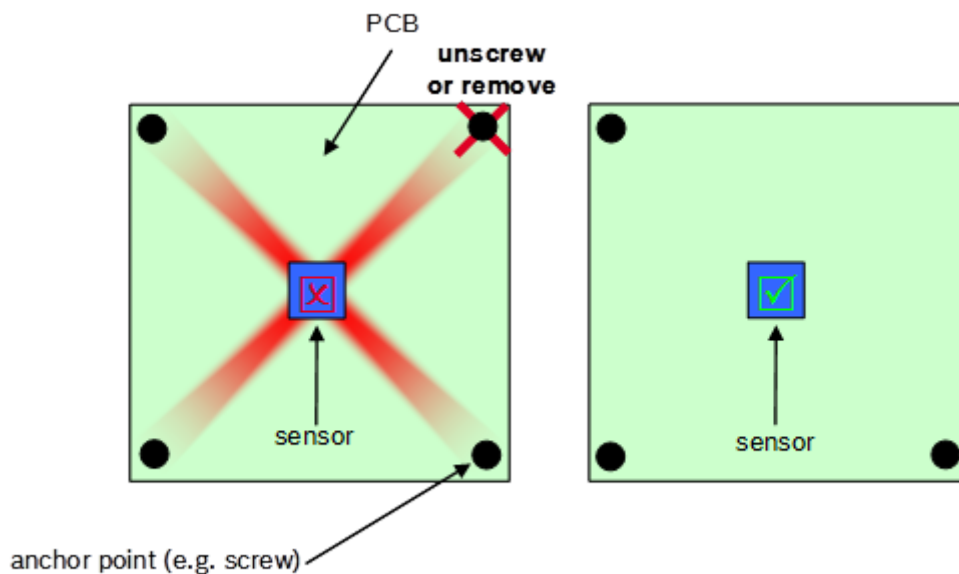 PCB
unscrew
or remove
sensor
sensor
anchor point (e.g. screw)